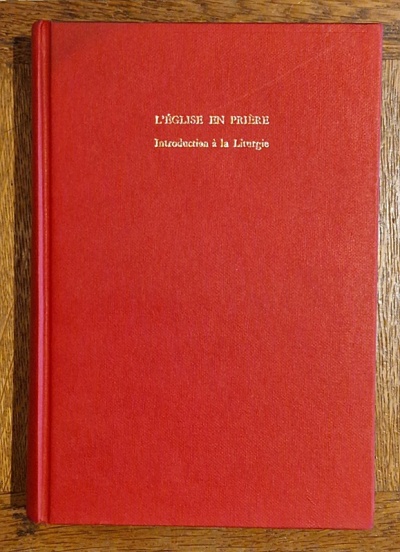 L'ÉGLISE EN PRIÈRE
Introduction à la Liturgie